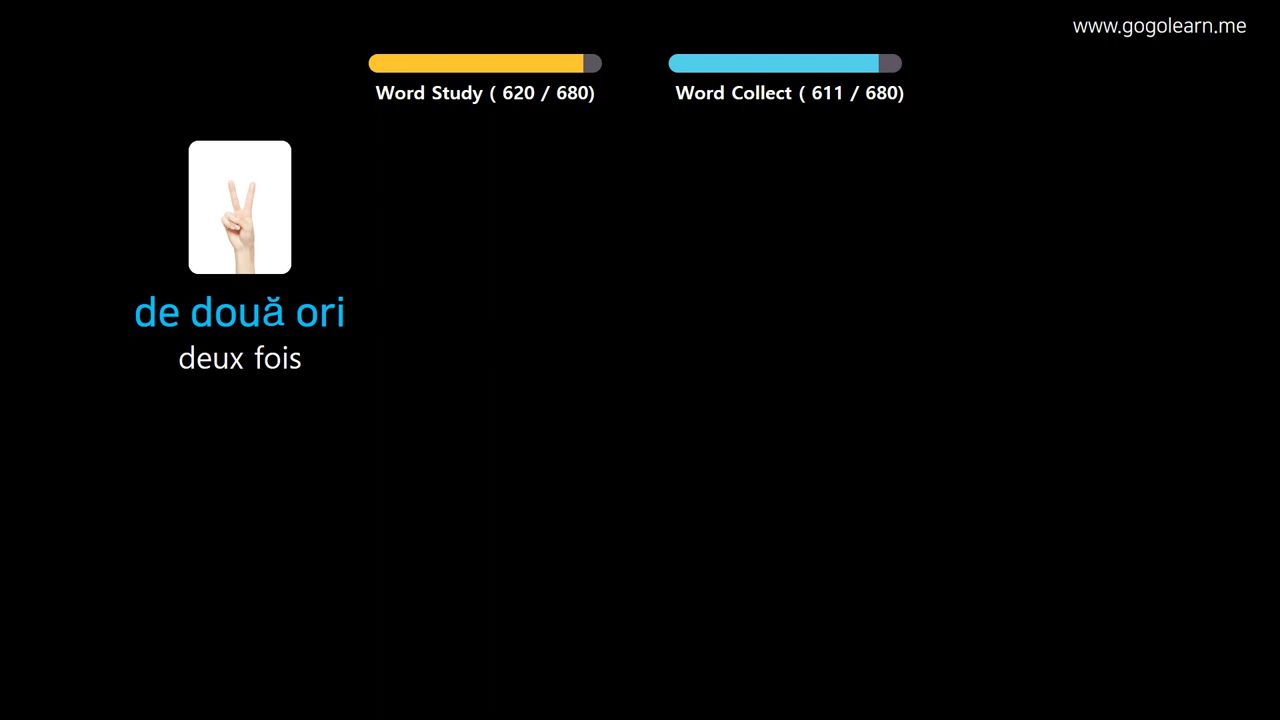 www.gogolearn.me
Word Study ( 620 / 680)
Word Collect ( 611 / 680)
de două ori
deux fois